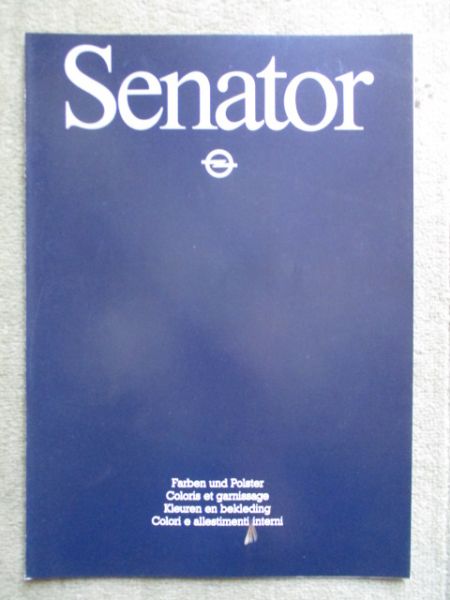 Senator
Farben und Polster
Coloris et garnissage
Kleuren en bekleding
Colori e allestimenti interni